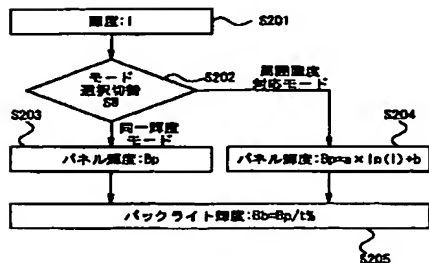 輝度:I
S201
モード
選択切替
SB
S202
周囲照度
対応モード
S203
同一輝度
モード
S204
パネル輝度:Bp
パネル輝度:Bp=a×ln(I)+b
バックライト輝度:Bb=Bp/t%
S205